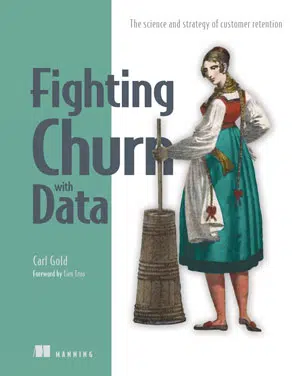 The science and strategy of customer retention
Fighting
Churn
with
Data
Carl Gold
Foreword by Tien Tzuo
MANNING